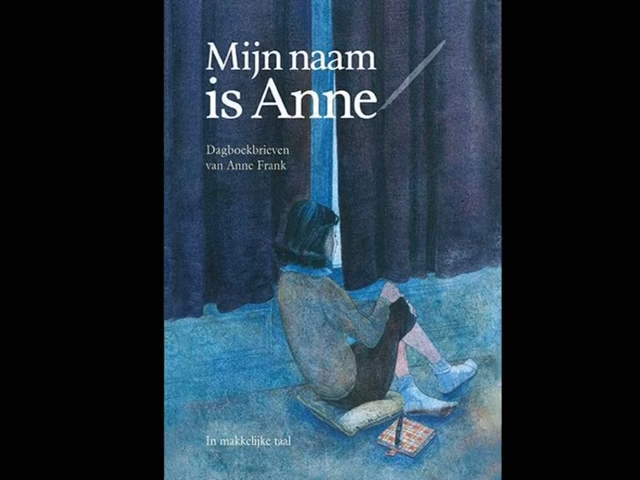 Mijn naam
is Anne
Dagboekbrieven
van Anne Frank
In makkelijke taal